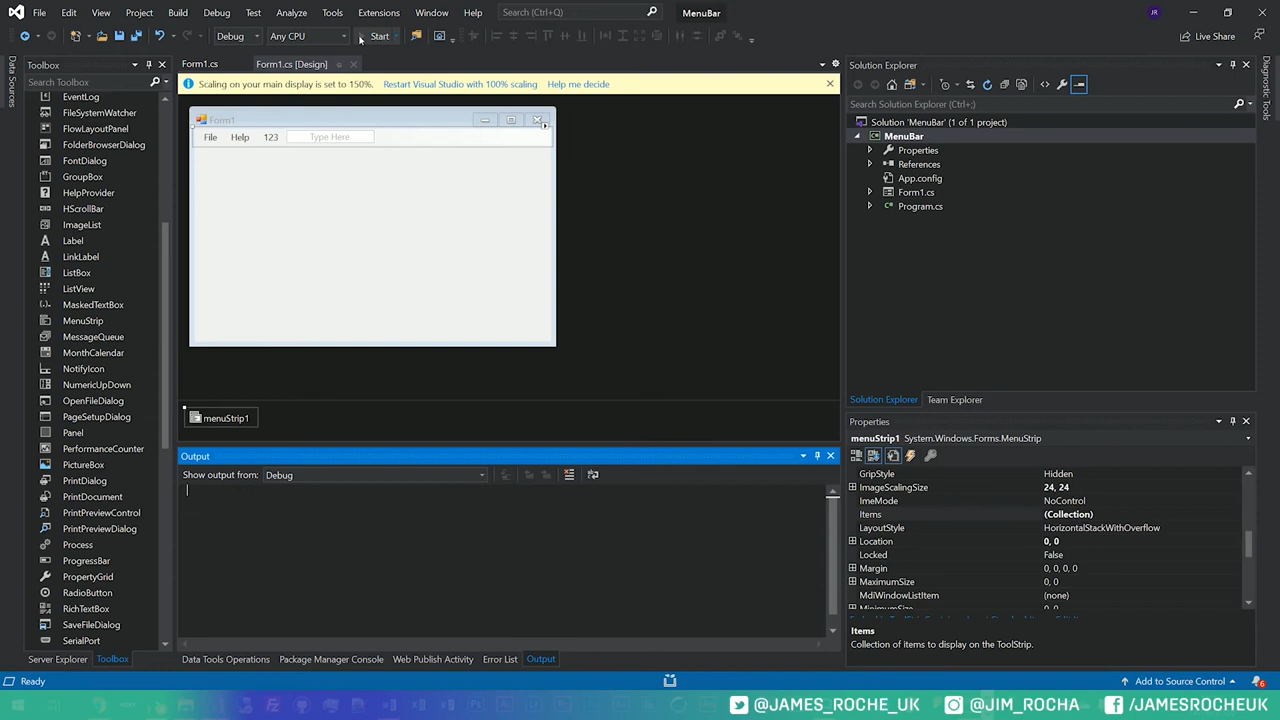 File Edit View Project Build Debug Test Analyze Tools Extensions Window Help Search (Ctrl+Q) MenuBar JR
Debug Any CPU Start Live Share
Data Sources
Toolbox
Search Toolbox
EventLog
FileSystemWatcher
FlowLayoutPanel
FolderBrowserDialog
FontDialog
GroupBox
HelpProvider
HScrollBar
ImageList
Label
LinkLabel
ListBox
ListView
MaskedTextBox
MenuStrip
MessageQueue
MonthCalendar
NotifyIcon
NumericUpDown
OpenFileDialog
PageSetupDialog
Panel
PerformanceCounter
PictureBox
PrintDialog
PrintDocument
PrintPreviewControl
PrintPreviewDialog
Process
ProgressBar
PropertyGrid
RadioButton
RichTextBox
SaveFileDialog
SerialPort
Server Explorer Toolbox
Form1.cs Form1.cs [Design]
Scaling on your main display is set to 150%. Restart Visual Studio with 100% scaling Help me decide
Form1
File Help 123 Type Here
menuStrip1
Output
Show output from: Debug
Data Tools Operations Package Manager Console Web Publish Activity Error List Output
Solution Explorer
Search Solution Explorer (Ctrl+;)
Solution 'MenuBar' (1 of 1 project)
MenuBar
Properties
References
App.config
Form1.cs
Program.cs
Solution Explorer Team Explorer
Properties
menuStrip1 System.Windows.Forms.MenuStrip
GripStyle Hidden
ImageScalingSize 24, 24
ImeMode NoControl
Items (Collection)
LayoutStyle HorizontalStackWithOverflow
Location 0, 0
Locked False
Margin 0, 0, 0, 0
MaximumSize 0, 0
MdiWindowListItem (none)
MinimumSize 0, 0
Items
Collection of items to display on the ToolStrip.
Diagnostic Tools
Ready Add to Source Control 6
@JAMES_ROCHE_UK @JIM_ROCHA /JAMESROCHEUK